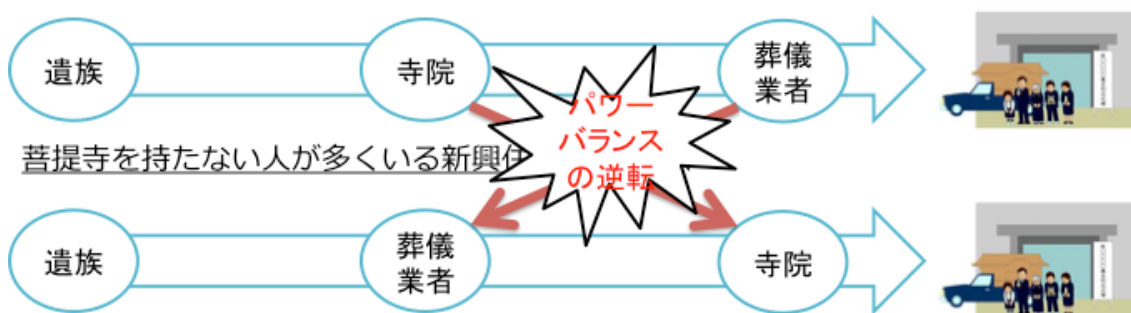 遺族
寺院
葬儀
業者
パワー
バランス
の逆転
菩提寺を持たない人が多くいる新興
遺族
葬儀
業者
寺院